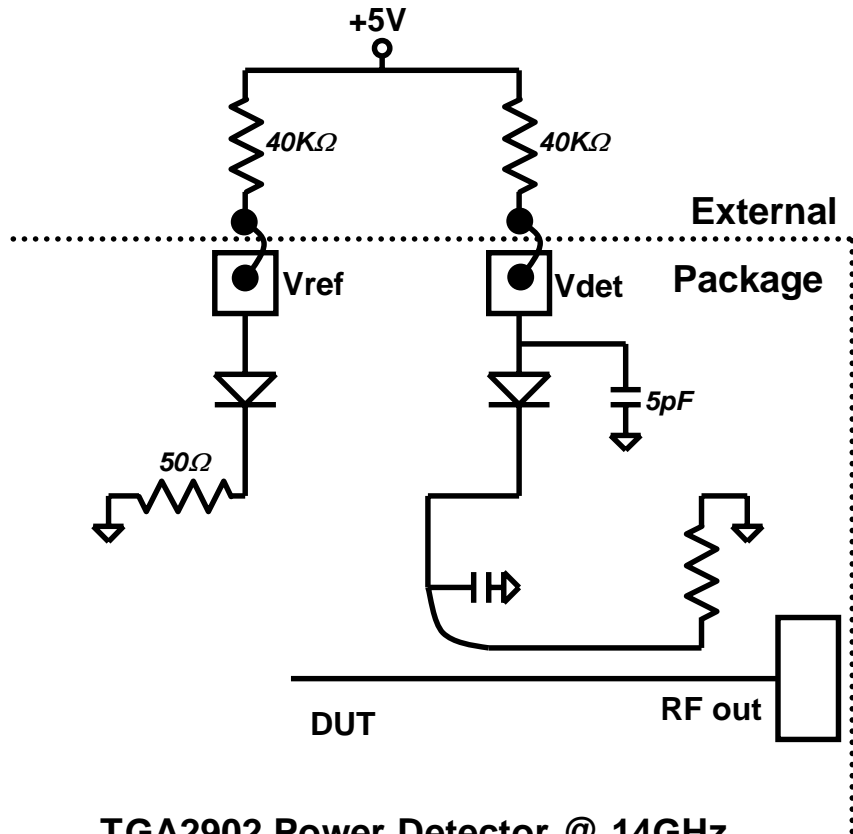 +5V
40KΩ
40KΩ
External
Vref
Vdet
Package
5pF
50Ω
RF out
DUT
TGA2902 Power Detector @ 14GHz